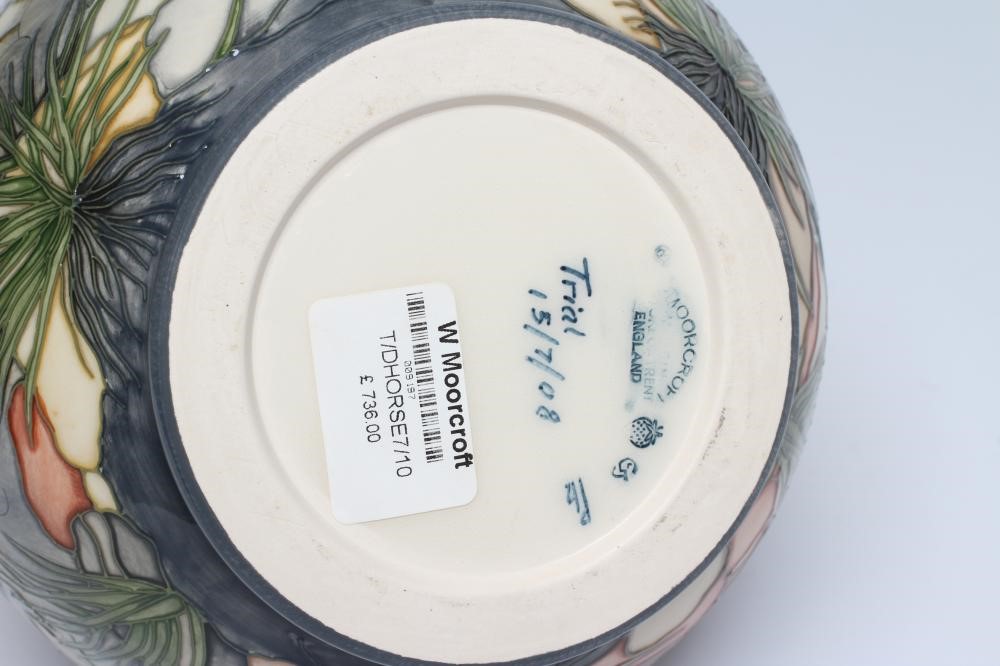 W Moorcroft
009197
T/DHORSE7/10
£ 736.00
Trial
15/7/08
MOORCROFT
ENGLAND